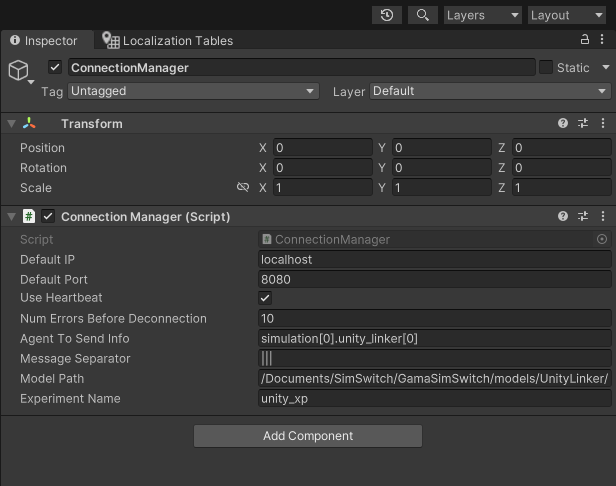 Layers Layout
Inspector Localization Tables
ConnectionManager Static
Tag Untagged Layer Default
Transform
Position X 0 Y 0 Z 0
Rotation X 0 Y 0 Z 0
Scale X 1 Y 1 Z 1
# Connection Manager (Script)
Script # ConnectionManager
Default IP localhost
Default Port 8080
Use Heartbeat
Num Errors Before Deconnection 10
Agent To Send Info simulation[0].unity_linker[0]
Message Separator |||
Model Path /Documents/SimSwitch/GamaSimSwitch/models/UnityLinker/
Experiment Name unity_xp
Add Component